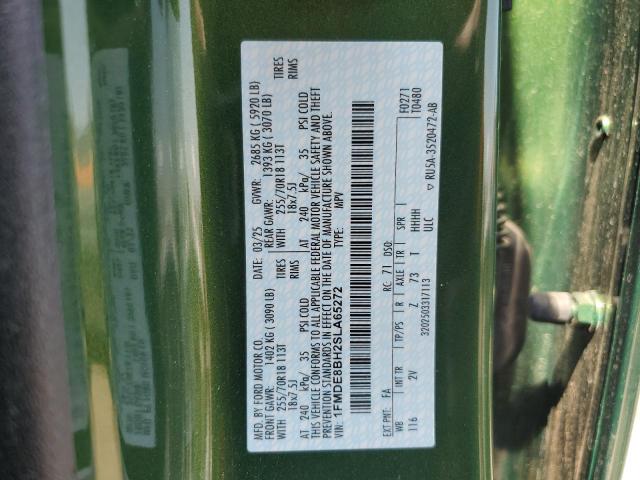 MFD. BY FORD MOTOR CO.
DATE: 03/25 GVWR: 2685 KG ( 5920 LB)
FRONT GAWR: 1402 KG ( 3090 LB) REAR GAWR: 1393 KG ( 3070 LB)
WITH 255/70R18 113T TIRES WITH 255/70R18 113T TIRES
18x7.5J RIMS 18x7.5J RIMS
AT 240 kPa/ 35 PSI COLD AT 240 kPa/ 35 PSI COLD
THIS VEHICLE CONFORMS TO ALL APPLICABLE FEDERAL MOTOR VEHICLE SAFETY AND THEFT
PREVENTION STANDARDS IN EFFECT ON THE DATE OF MANUFACTURE SHOWN ABOVE.
VIN: 1FMDE8BH2SLA65272 TYPE: MPV
EXT PNT: FA RC: 71 DSO: F0271
T0480
WB INT TR TP/PS R AXLE TR SPR
116 2V Z 73 T HHHH
ULC
3202503317113 ▽ RU5A-3520472-AB